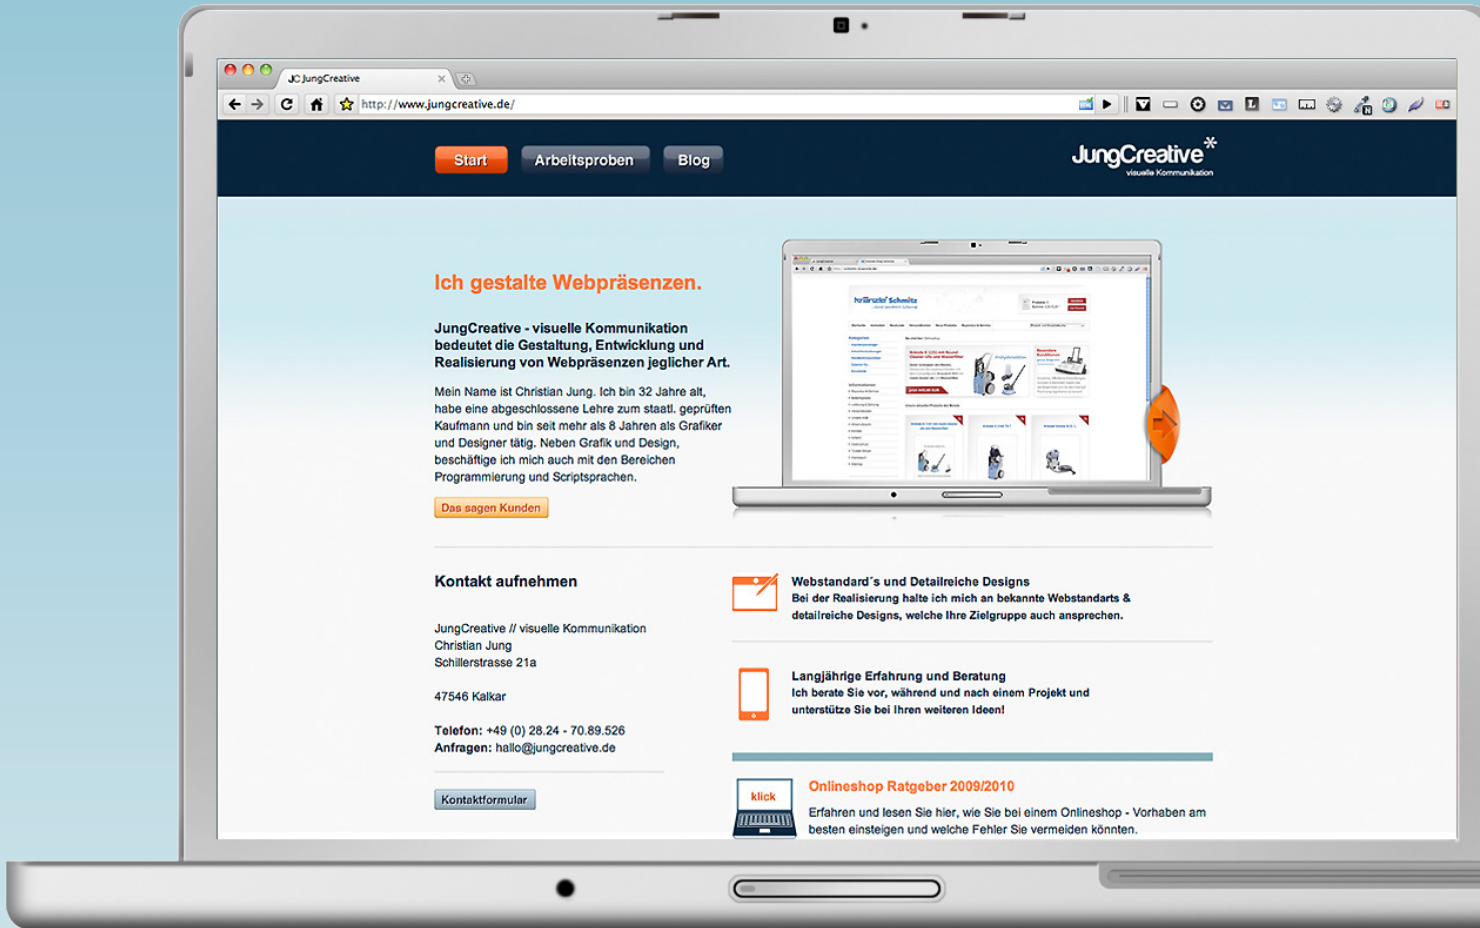 JC JungCreative
http://www.jungcreative.de/
Start
Arbeitsproben
Blog
JungCreative*
visuelle Kommunikation
Ich gestalte Webpräsenzen.
JungCreative - visuelle Kommunikation
bedeutet die Gestaltung, Entwicklung und
Realisierung von Webpräsenzen jeglicher Art.
Mein Name ist Christian Jung. Ich bin 32 Jahre alt,
habe eine abgeschlossene Lehre zum staatl. geprüften
Kaufmann und bin seit mehr als 8 Jahren als Grafiker
und Designer tätig. Neben Grafik und Design,
beschäftige ich mich auch mit den Bereichen
Programmierung und Scriptsprachen.
Das sagen Kunden
Kränzle Schmitz
Kategorien
Informationen
Kontakt aufnehmen
JungCreative // visuelle Kommunikation
Christian Jung
Schillerstrasse 21a
47546 Kalkar
Telefon: +49 (0) 28.24 - 70.89.526
Anfragen: hallo@jungcreative.de
Kontaktformular
Webstandard´s und Detailreiche Designs
Bei der Realisierung halte ich mich an bekannte Webstandarts &
detailreiche Designs, welche Ihre Zielgruppe auch ansprechen.
Langjährige Erfahrung und Beratung
Ich berate Sie vor, während und nach einem Projekt und
unterstütze Sie bei Ihren weiteren Ideen!
klick
Onlineshop Ratgeber 2009/2010
Erfahren und lesen Sie hier, wie Sie bei einem Onlineshop - Vorhaben am
besten einsteigen und welche Fehler Sie vermeiden könnten.